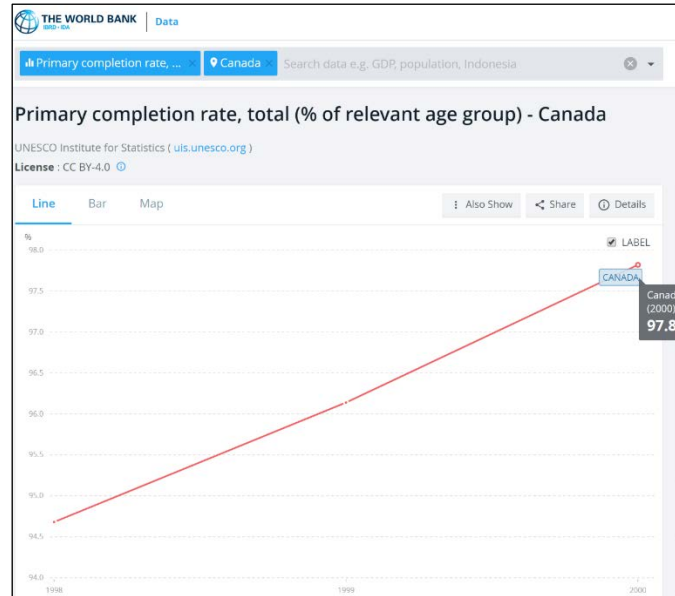 THE WORLD BANK
IBRD • IDA
Data
Primary completion rate, ... ×
Canada ×
Search data e.g. GDP, population, Indonesia
Primary completion rate, total (% of relevant age group) - Canada
UNESCO Institute for Statistics ( uis.unesco.org )
License : CC BY-4.0
Line Bar Map
Also Show Share Details
%
LABEL
98.0
CANADA
97.5
Canad
(2000)
97.8
97.0
96.5
96.0
95.5
95.0
94.5
94.0
1998 1999 2000